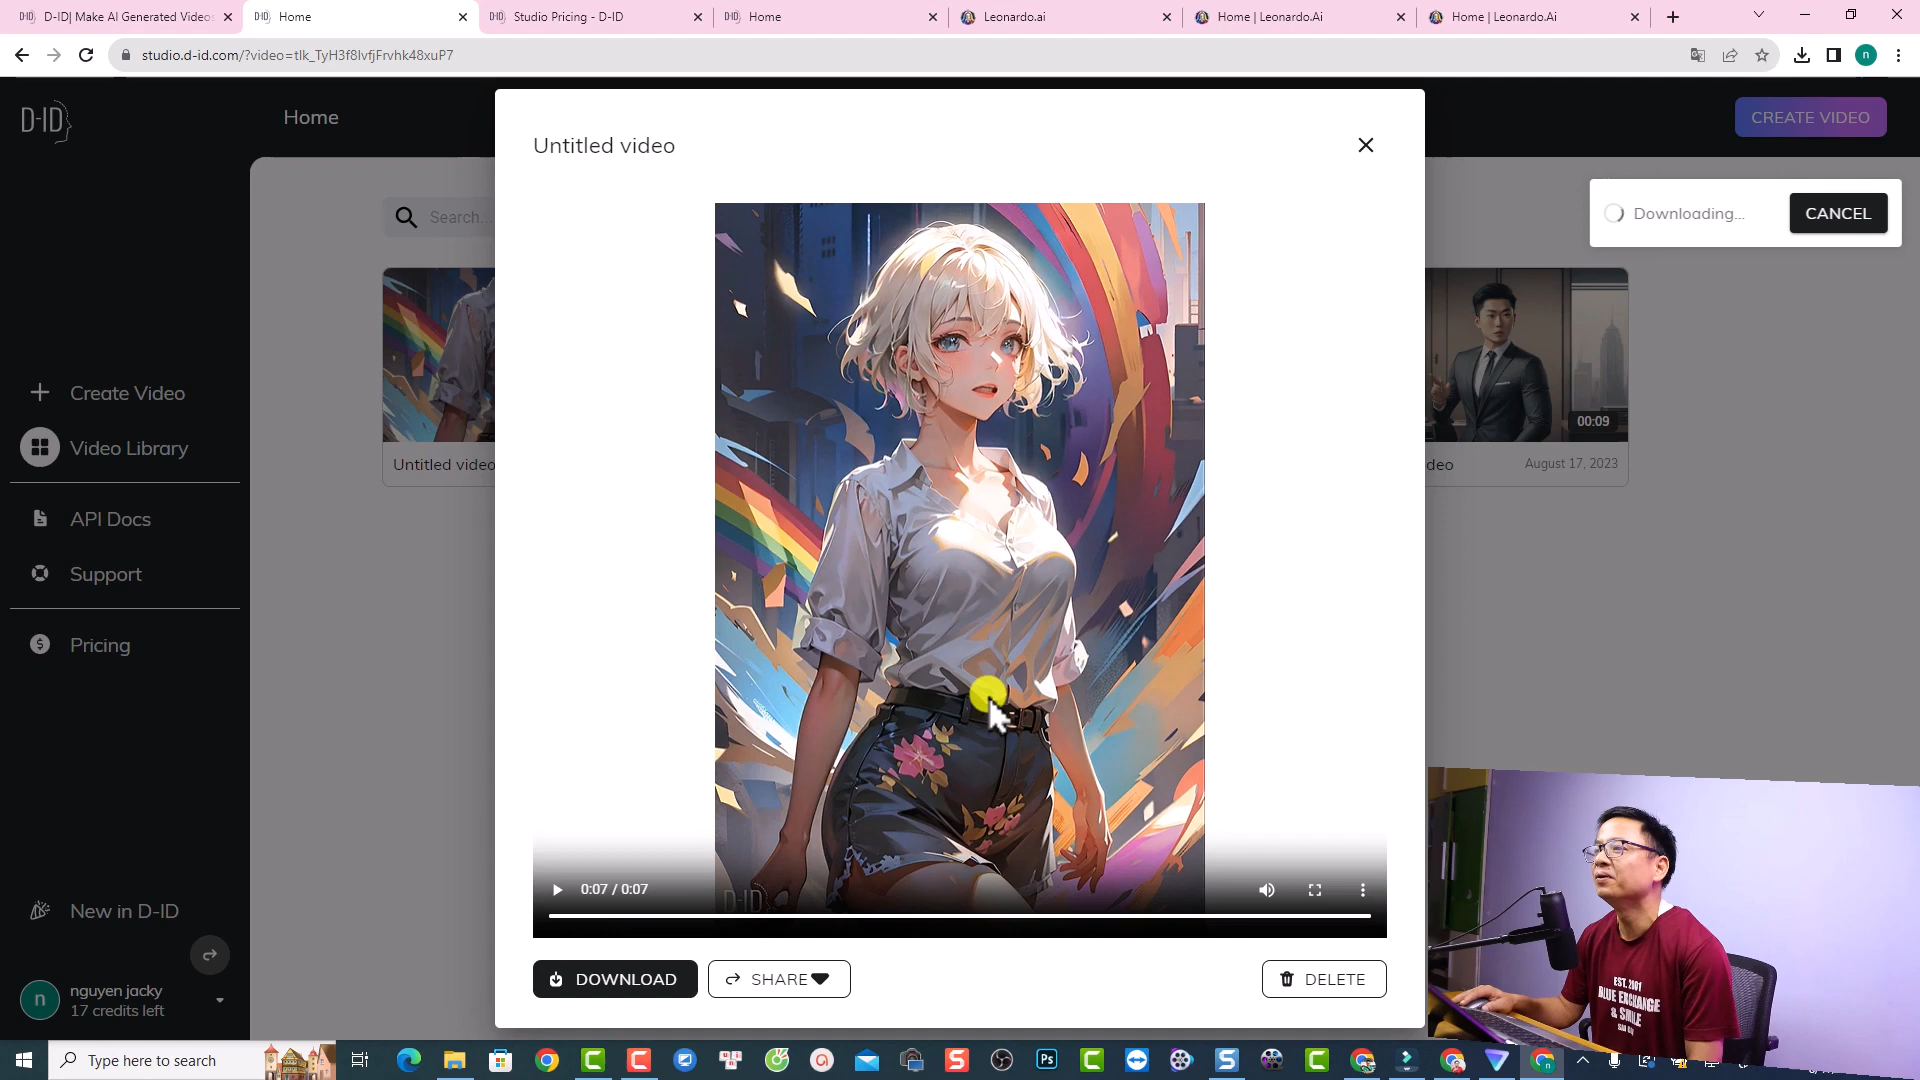 D-ID| Make AI Generated Videos
Home
Studio Pricing - D-ID
Home
Leonardo.ai
Home | Leonardo.Ai
Home | Leonardo.Ai
studio.d-id.com/?video=tlk_TyH3f8lvfjFrvhk48xuP7
n
D-ID
Home
CREATE VIDEO
Untitled video
Search...
Downloading...
CANCEL
Create Video
Video Library
API Docs
Support
Pricing
Untitled video
00:09
deo
August 17, 2023
0:07 / 0:07
D-ID
DOWNLOAD
SHARE
DELETE
New in D-ID
n
nguyen jacky
17 credits left
EST. 2001
BLUE EXCHANGE
& SMILE
Type here to search
Ps